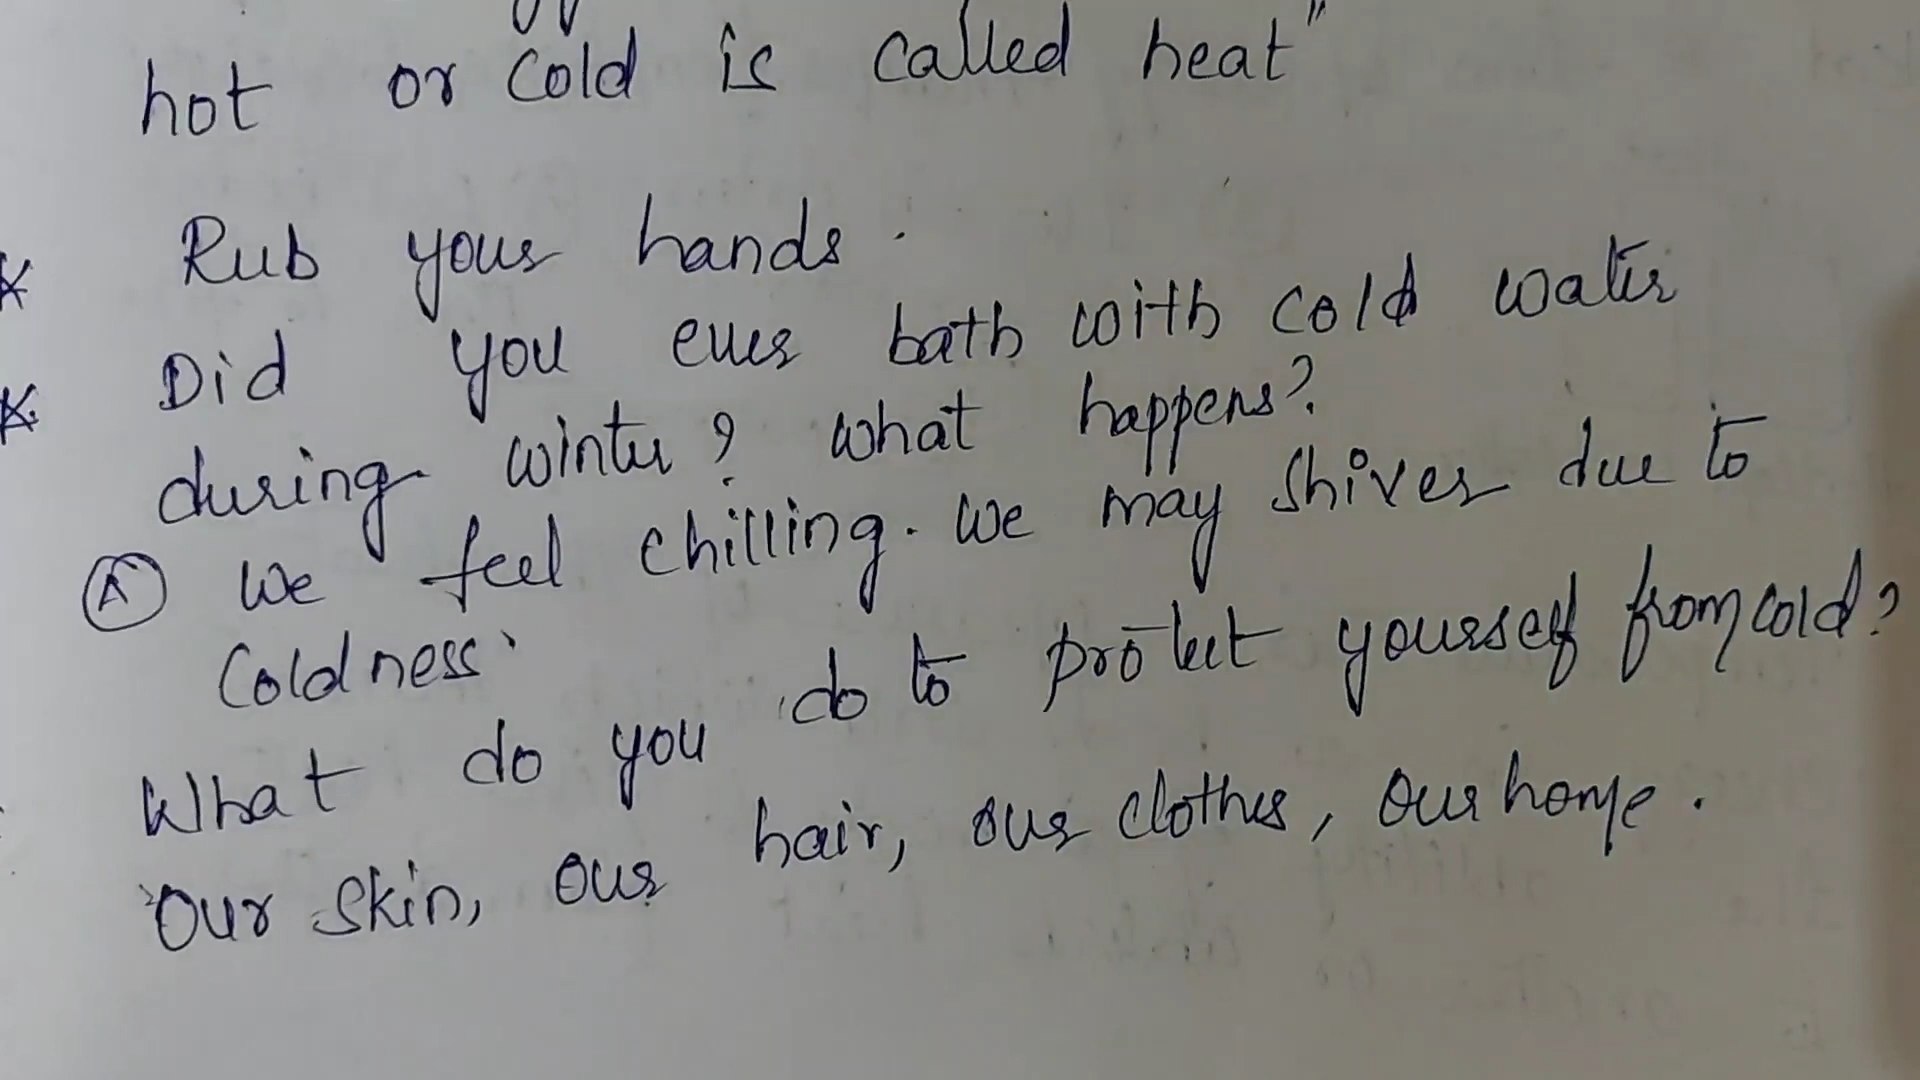 hot or cold is called heat"
* Rub your hands.
* Did you ever bath with cold water
during winter? what happens?
A We feel chilling. We may shiver due to
Coldness.
What do you do to protect yourself from cold?
Our skin, our hair, our clothes, our home.